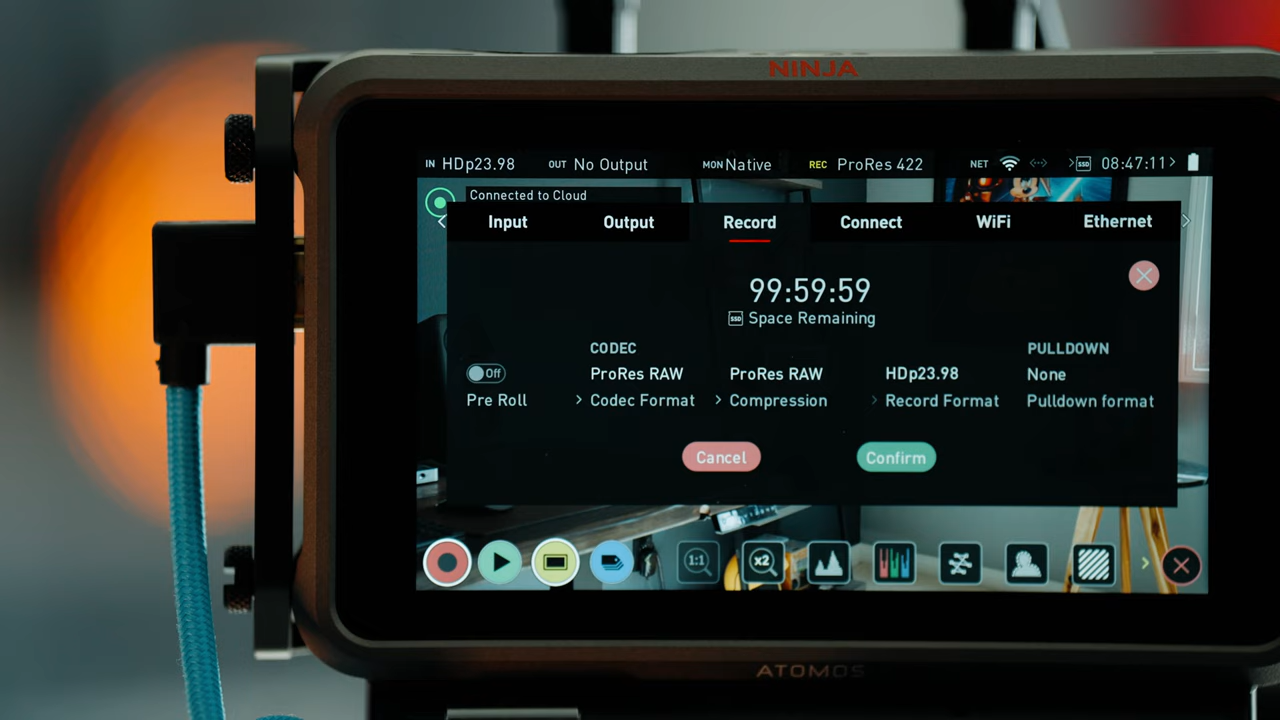 NINJA
IN HDp23.98 OUT No Output MON Native REC ProRes 422 NET SSD 08:47:11
Connected to Cloud
Input Output Record Connect WiFi Ethernet
99:59:59
SSD Space Remaining
CODEC PULLDOWN
Off ProRes RAW ProRes RAW HDp23.98 None
Pre Roll Codec Format Compression Record Format Pulldown format
Cancel Confirm
1:1 x2
ATOMOS